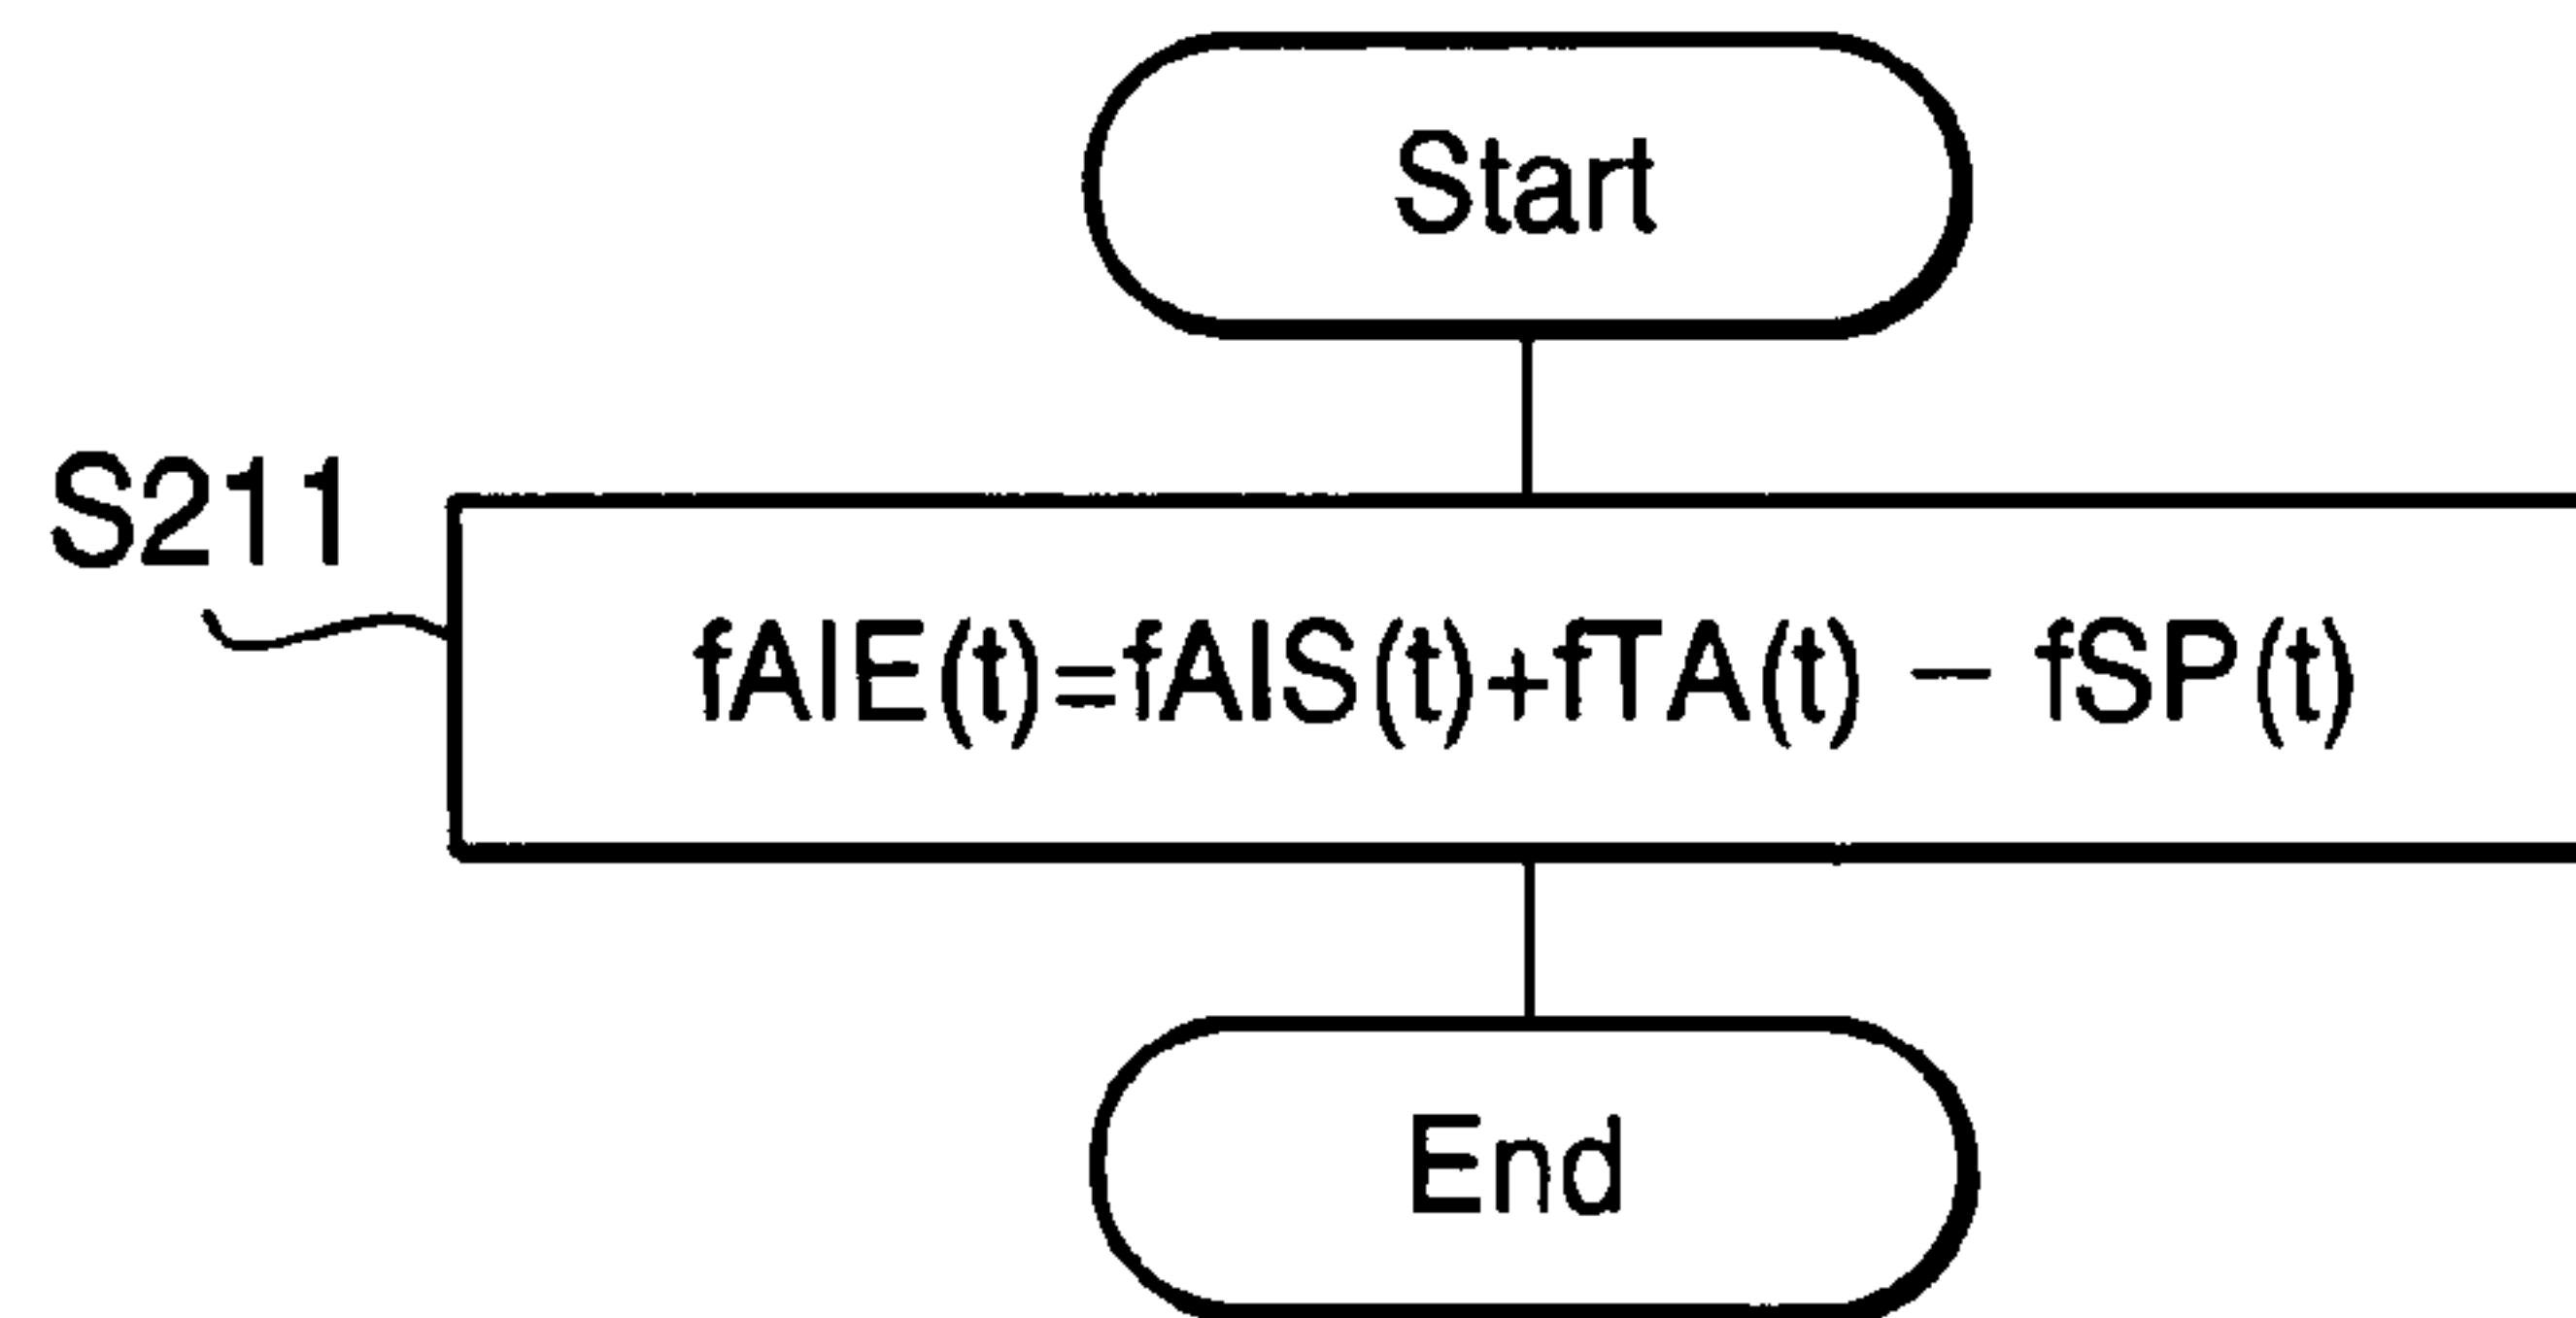 Start
S211
fAIE(t)=fAIS(t)+fTA(t) − fSP(t)
End